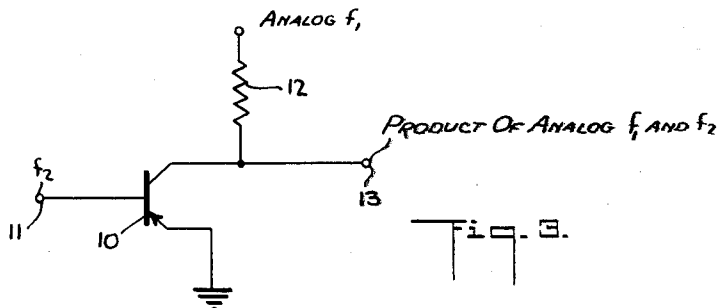 ANALOG f₁
12
PRODUCT OF ANALOG f₁ AND f₂
f₂
13
11
10
Fig. 3.